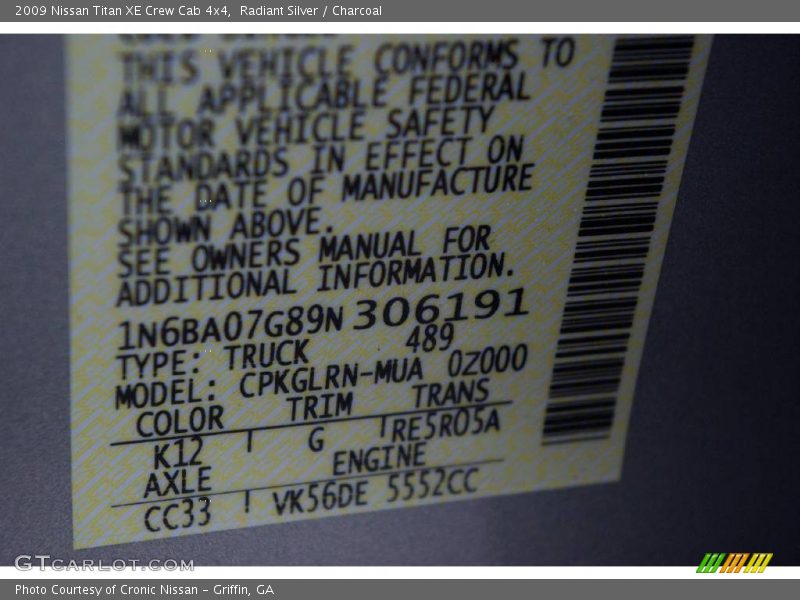 2009 Nissan Titan XE Crew Cab 4x4,  Radiant Silver / Charcoal
THIS VEHICLE CONFORMS TO
ALL APPLICABLE FEDERAL
MOTOR VEHICLE SAFETY
STANDARDS IN EFFECT ON
THE DATE OF MANUFACTURE
SHOWN ABOVE.
SEE OWNERS MANUAL FOR
ADDITIONAL INFORMATION.
1N6BA07G89N306191
TYPE: TRUCK 489
MODEL: CPKGLRN-MUA 0Z000
COLOR TRIM TRANS
K12 G RE5R05A
AXLE ENGINE
CC33 VK56DE 5552CC
GTCARLOT.COM
Photo Courtesy of Cronic Nissan - Griffin, GA